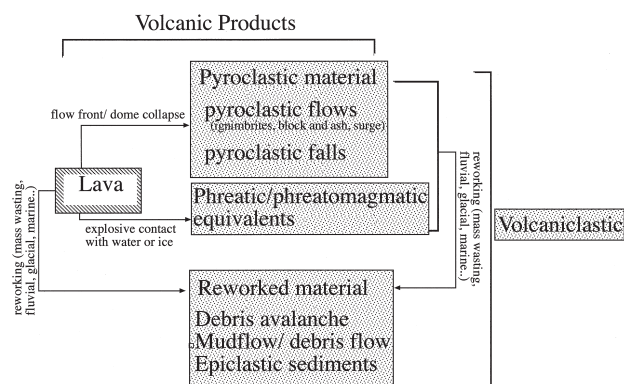 Volcanic Products
Pyroclastic material
flow front/ dome collapse
pyroclastic flows
(ignimbrites, block and ash, surge)
pyroclastic falls
Lava
Phreatic/phreatomagmatic
equivalents
explosive contact
with water or ice
reworking (mass wasting,
fluvial, glacial, marine..)
reworking (mass wasting,
fluvial, glacial, marine..)
Volcaniclastic
Reworked material
Debris avalanche
Mudflow/ debris flow
Epiclastic sediments